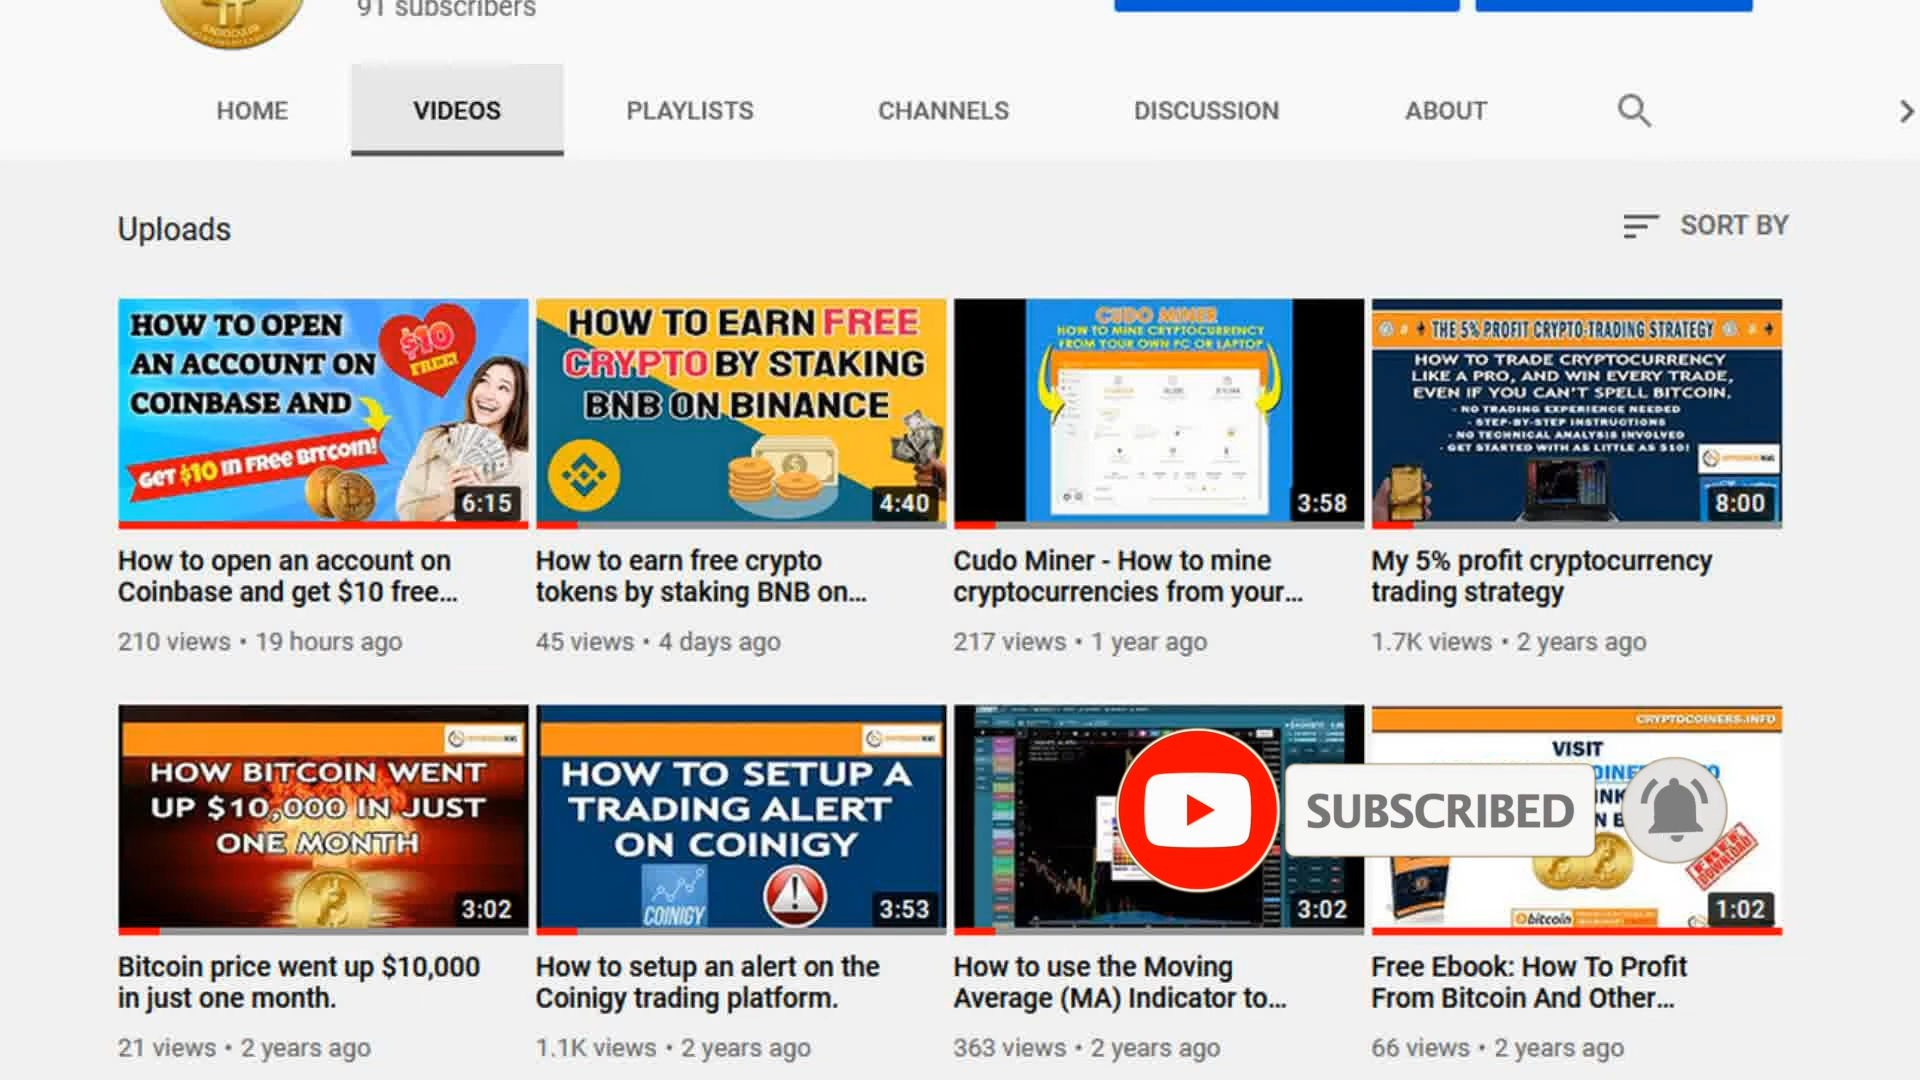 91 subscribers
HOME VIDEOS PLAYLISTS CHANNELS DISCUSSION ABOUT
Uploads
SORT BY
HOW TO OPEN
AN ACCOUNT ON
COINBASE AND
$10
FREE!
GET $10 IN FREE BITCOIN!
6:15
HOW TO EARN FREE
CRYPTO BY STAKING
BNB ON BINANCE
4:40
CUDO MINER
HOW TO MINE CRYPTOCURRENCY
FROM YOUR OWN PC OR LAPTOP
3:58
THE 5% PROFIT CRYPTO-TRADING STRATEGY
HOW TO TRADE CRYPTOCURRENCY
LIKE A PRO, AND WIN EVERY TRADE,
EVEN IF YOU CAN'T SPELL BITCOIN.
- NO TRADING EXPERIENCE NEEDED
- STEP-BY-STEP INSTRUCTIONS
- NO TECHNICAL ANALYSIS INVOLVED
- GET STARTED WITH AS LITTLE AS $10!
8:00
How to open an account on
Coinbase and get $10 free...
210 views • 19 hours ago
How to earn free crypto
tokens by staking BNB on...
45 views • 4 days ago
Cudo Miner - How to mine
cryptocurrencies from your...
217 views • 1 year ago
My 5% profit cryptocurrency
trading strategy
1.7K views • 2 years ago
HOW BITCOIN WENT
UP $10,000 IN JUST
ONE MONTH
3:02
HOW TO SETUP A
TRADING ALERT
ON COINIGY
COINIGY
3:53
3:02
CRYPTOCOINERS.INFO
VISIT
SUBSCRIBED
bitcoin
1:02
Bitcoin price went up $10,000
in just one month.
21 views • 2 years ago
How to setup an alert on the
Coinigy trading platform.
1.1K views • 2 years ago
How to use the Moving
Average (MA) Indicator to...
363 views • 2 years ago
Free Ebook: How To Profit
From Bitcoin And Other...
66 views • 2 years ago